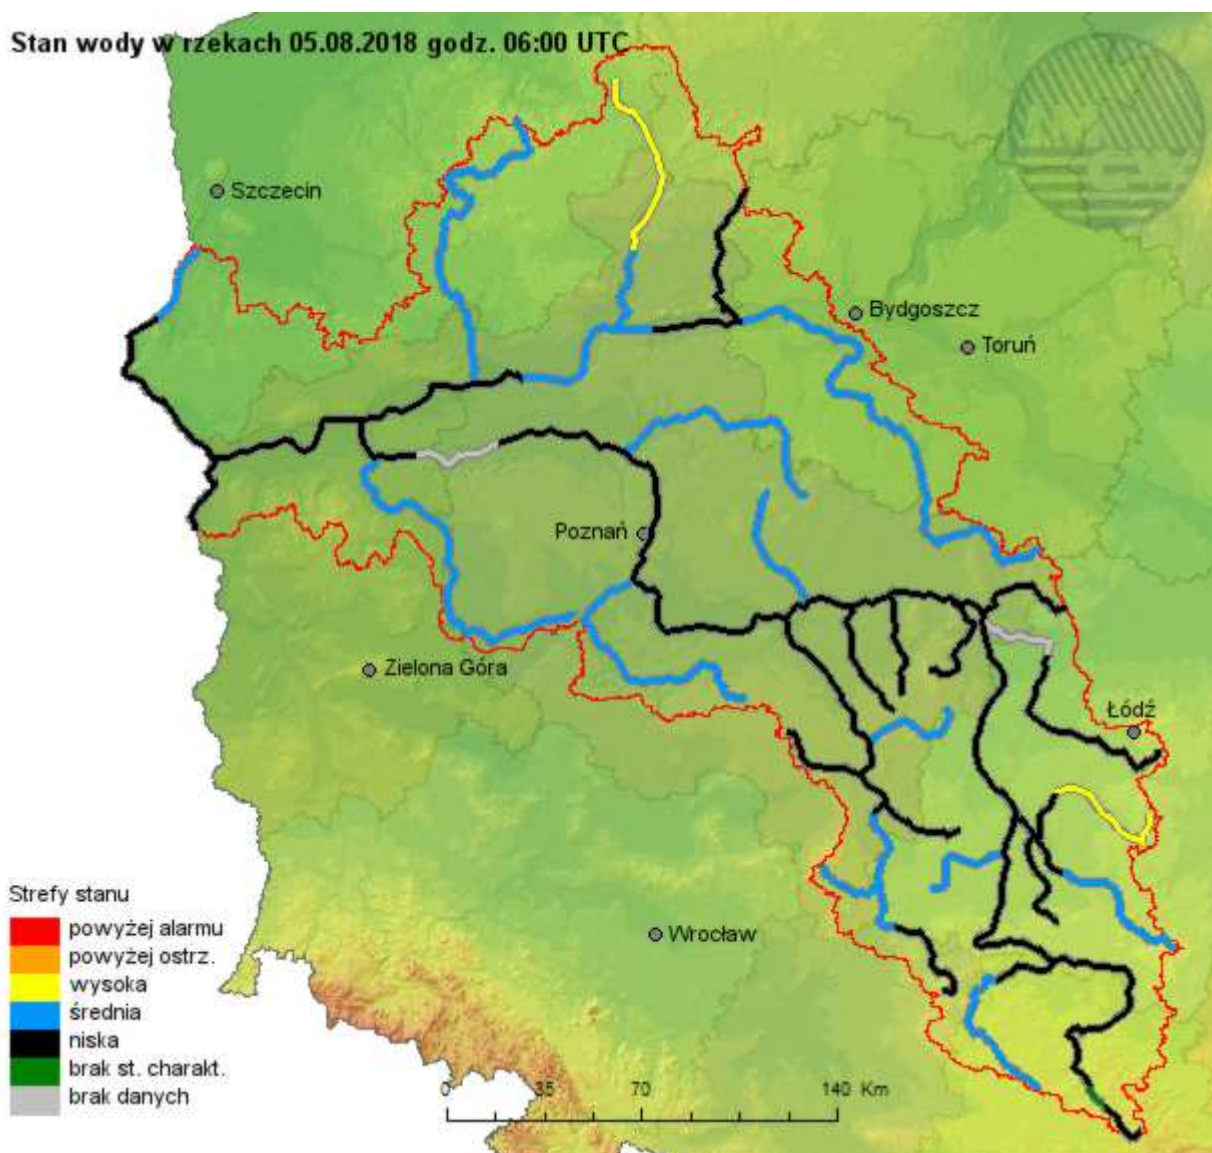 Stan wody w rzekach 05.08.2018 godz. 06:00 UTC
Szczecin
Bydgoszcz
Toruń
Poznań
Zielona Góra
Łódź
Wrocław
Strefy stanu
powyżej alarmu
powyżej ostrz.
wysoka
średnia
niska
brak st. charakt.
brak danych
0 35 70 140 Km